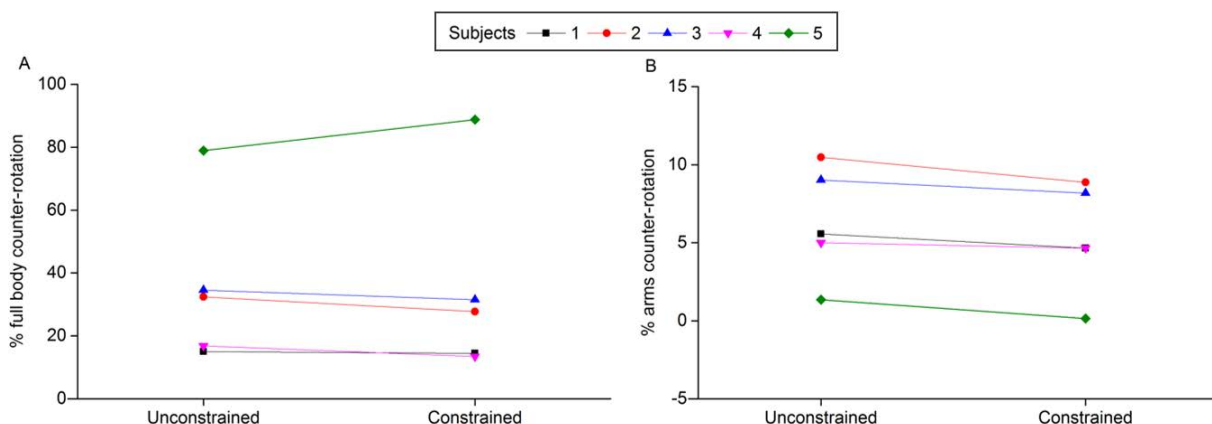 Subjects 1 2 3 4 5
A
% full body counter-rotation
100
80
60
40
20
0
Unconstrained Constrained
B
% arms counter-rotation
15
10
5
0
-5
Unconstrained Constrained